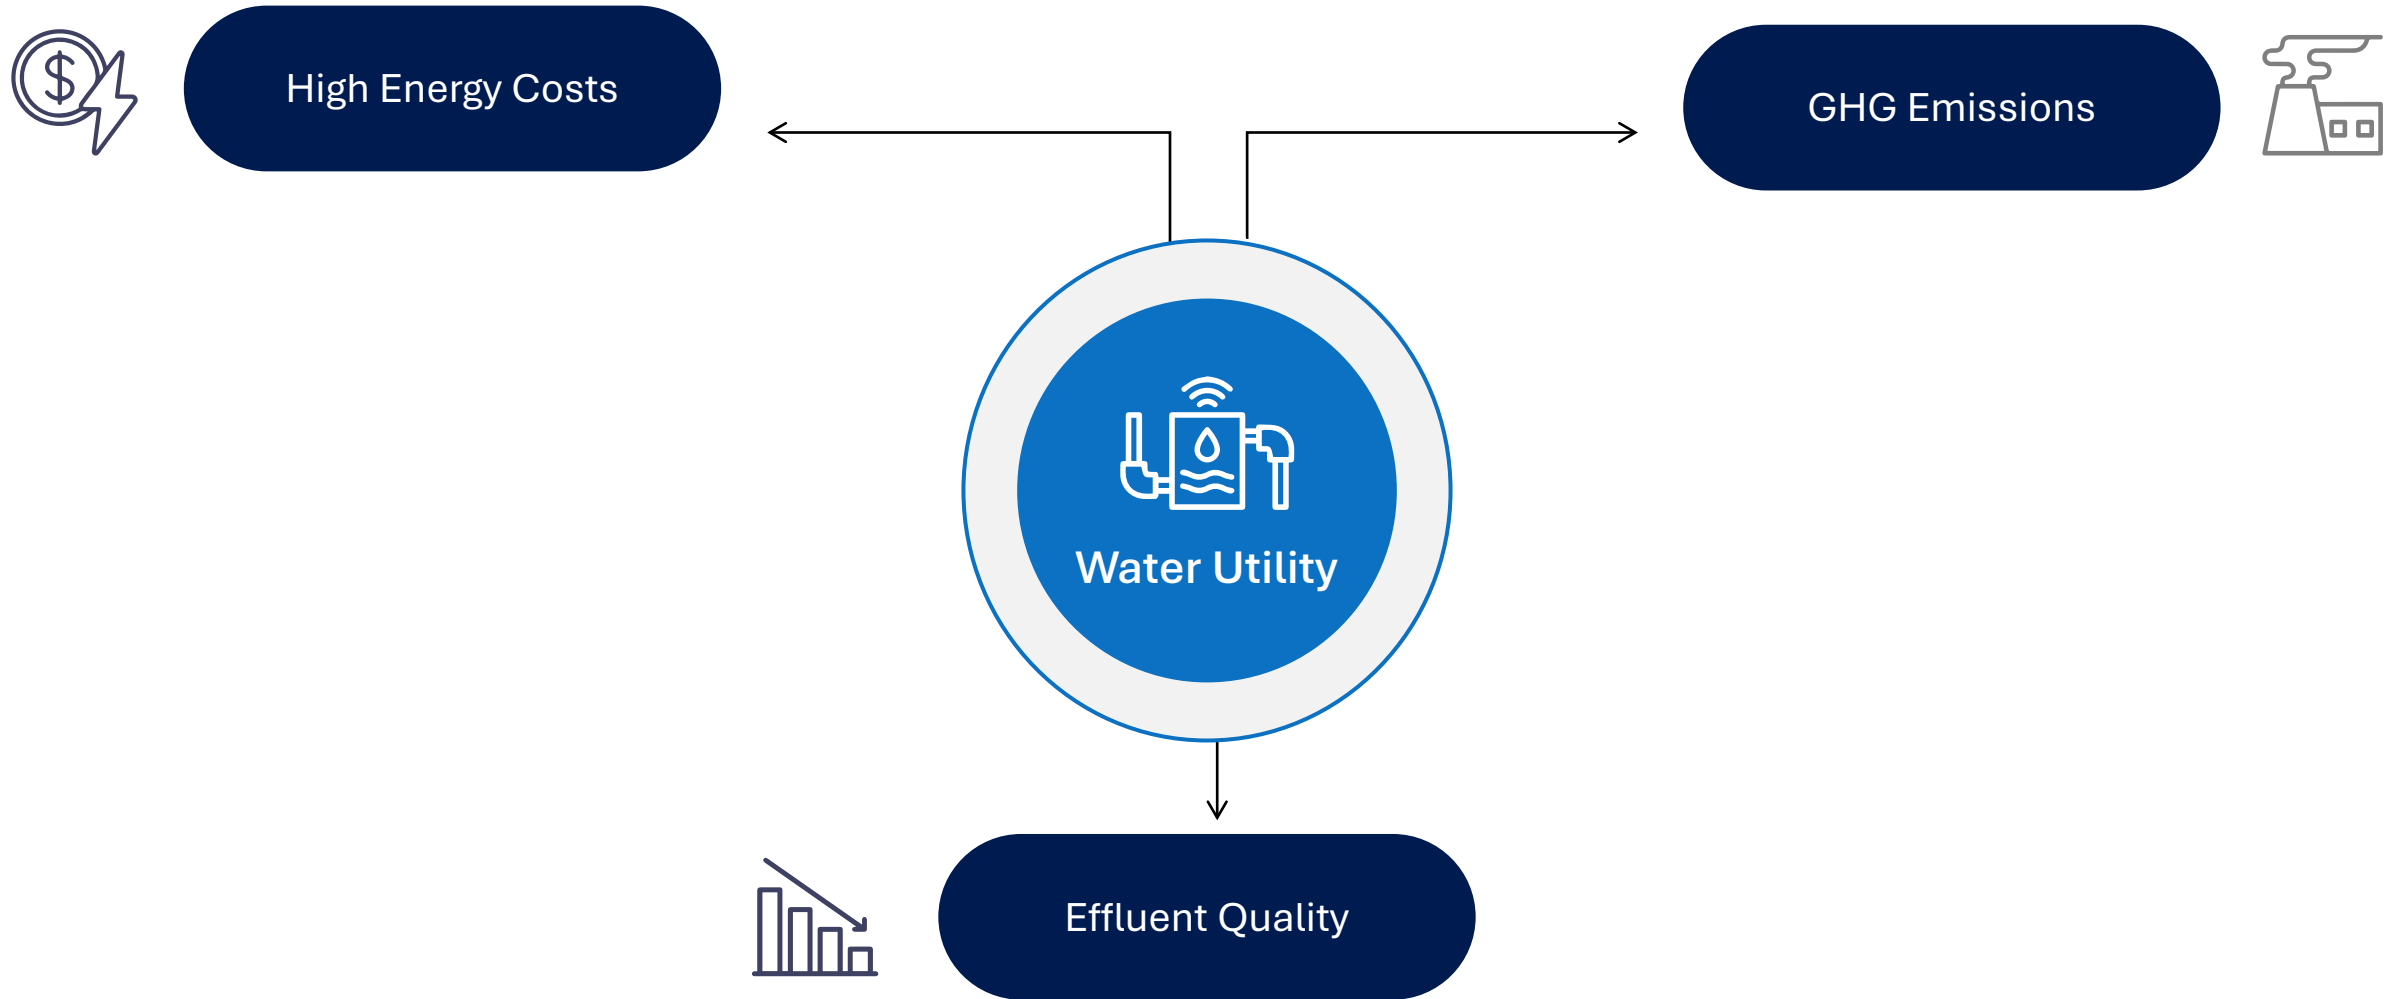 High Energy Costs
GHG Emissions
Water Utility
Effluent Quality